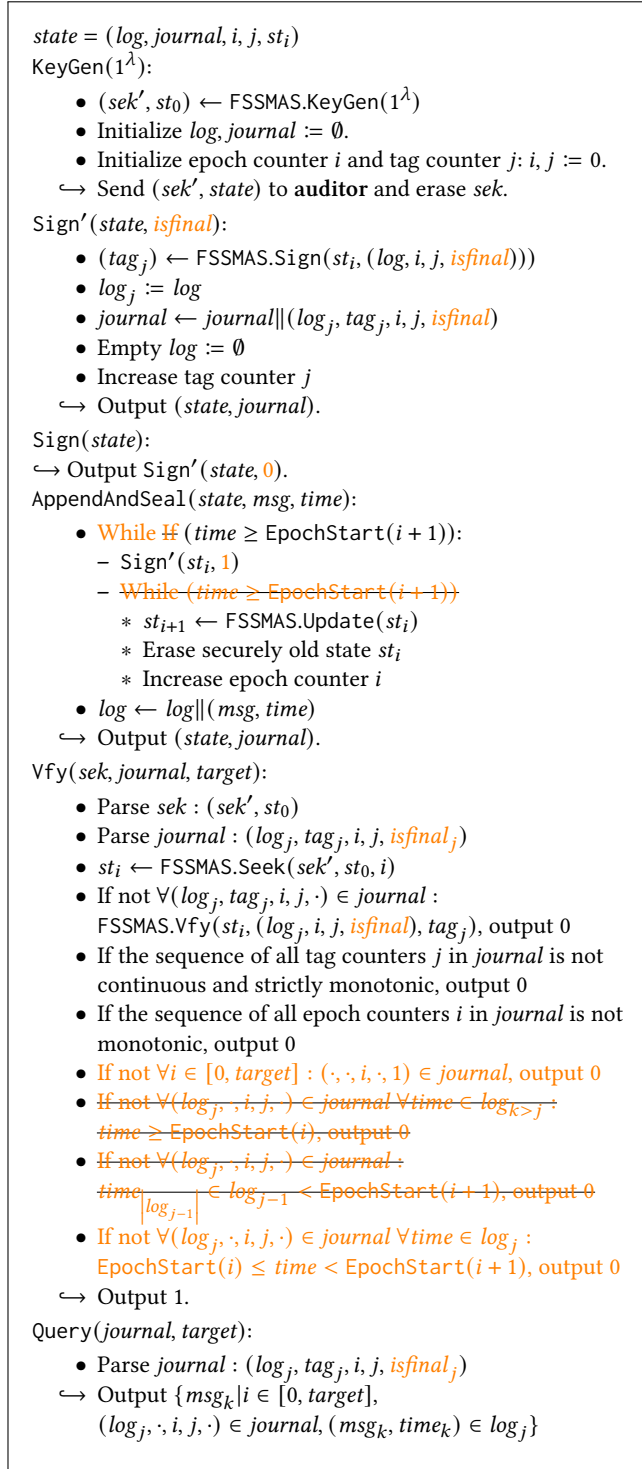 state = (log, journal, i, j, st_i)
KeyGen(1^λ):
• (sek′, st_0) ← FSSMAS.KeyGen(1^λ)
• Initialize log, journal := ∅.
• Initialize epoch counter i and tag counter j: i, j := 0.
↪ Send (sek′, state) to auditor and erase sek.
Sign′(state, isfinal):
• (tag_j) ← FSSMAS.Sign(st_i, (log, i, j, isfinal)))
• log_j := log
• journal ← journal||(log_j, tag_j, i, j, isfinal)
• Empty log := ∅
• Increase tag counter j
↪ Output (state, journal).
Sign(state):
↪ Output Sign′(state, 0).
AppendAndSeal(state, msg, time):
• While If (time ≥ EpochStart(i + 1)):
– Sign′(st_i, 1)
– While (time ≥ EpochStart(i + 1))
∗ st_{i+1} ← FSSMAS.Update(st_i)
∗ Erase securely old state st_i
∗ Increase epoch counter i
• log ← log||(msg, time)
↪ Output (state, journal).
Vfy(sek, journal, target):
• Parse sek : (sek′, st_0)
• Parse journal : (log_j, tag_j, i, j, isfinal_j)
• st_i ← FSSMAS.Seek(sek′, st_0, i)
• If not ∀(log_j, tag_j, i, j, ·) ∈ journal :
FSSMAS.Vfy(st_i, (log_j, i, j, isfinal), tag_j), output 0
• If the sequence of all tag counters j in journal is not
continuous and strictly monotonic, output 0
• If the sequence of all epoch counters i in journal is not
monotonic, output 0
• If not ∀i ∈ [0, target] : (·, ·, i, ·, 1) ∈ journal, output 0
• If not ∀(log_j, ·, i, j, ·) ∈ journal ∀time ∈ log_{k>j} :
time ≥ EpochStart(i), output 0
• If not ∀(log_j, ·, i, j, ·) ∈ journal :
time_{|log_{j−1}|} ∈ log_{j−1} < EpochStart(i + 1), output 0
• If not ∀(log_j, ·, i, j, ·) ∈ journal ∀time ∈ log_j :
EpochStart(i) ≤ time < EpochStart(i + 1), output 0
↪ Output 1.
Query(journal, target):
• Parse journal : (log_j, tag_j, i, j, isfinal_j)
↪ Output {msg_k|i ∈ [0, target],
(log_j, ·, i, j, ·) ∈ journal, (msg_k, time_k) ∈ log_j}